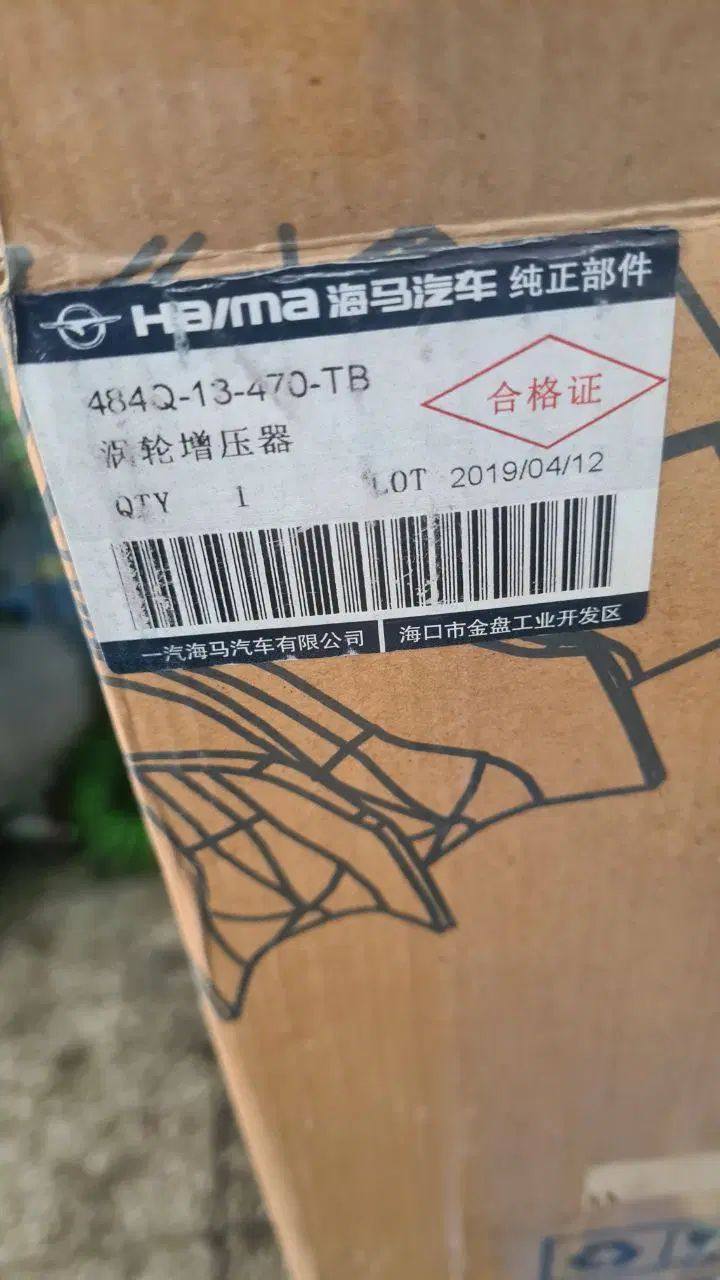 Haima 海马汽车 纯正部件
484Q-13-470-TB
合格证
涡轮增压器
QTY 1 LOT 2019/04/12
一汽海马汽车有限公司 海口市金盘工业开发区